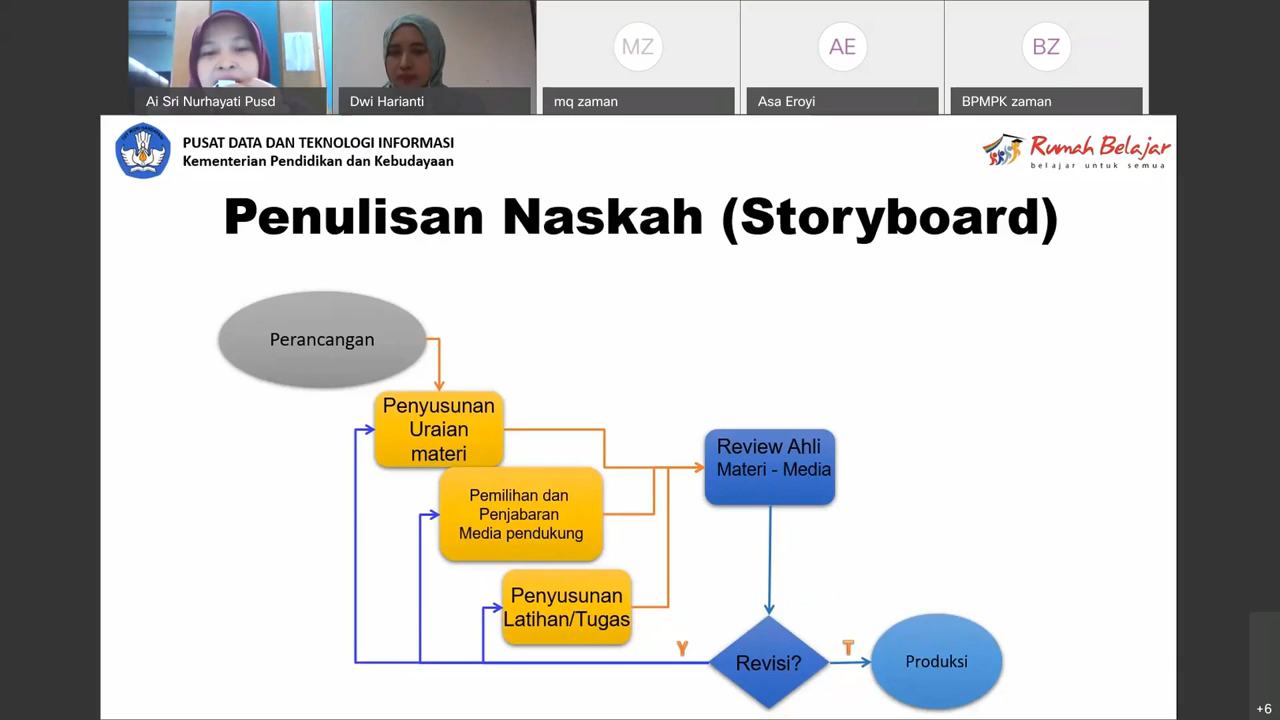 MZ
AE
BZ
Ai Sri Nurhayati Pusd
Dwi Harianti
mq zaman
Asa Eroyi
BPMPK zaman
PUSAT DATA DAN TEKNOLOGI INFORMASI
Kementerian Pendidikan dan Kebudayaan
Rumah Belajar
belajar untuk semua
Penulisan Naskah (Storyboard)
Perancangan
Penyusunan
Uraian
materi
Review Ahli
Materi - Media
Pemilihan dan
Penjabaran
Media pendukung
Penyusunan
Latihan/Tugas
Y
Revisi?
T
Produksi
+6